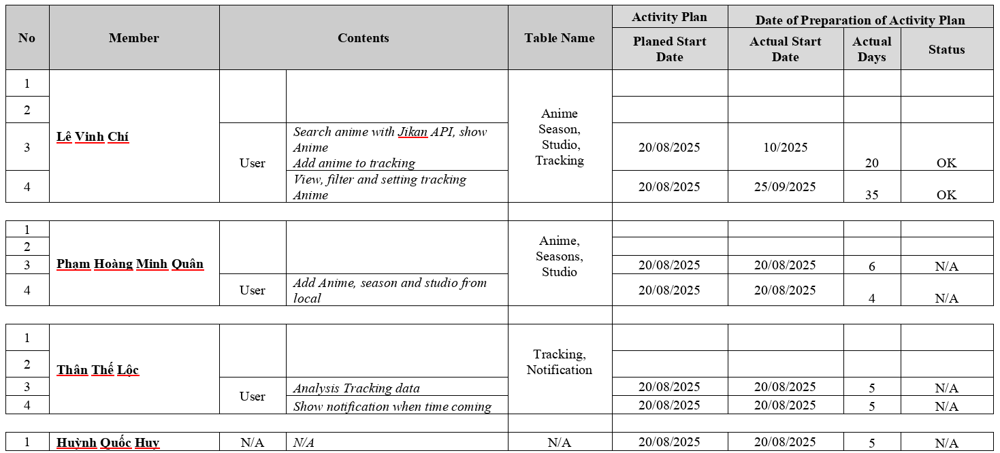 No Member Contents Table Name Activity Plan Date of Preparation of Activity Plan
Planed Start Date Actual Start Date Actual Days Status
1
2
Lê Vinh Chí
Anime Season, Studio, Tracking
3 User Search anime with Jikan API, show Anime
Add anime to tracking
20/08/2025 10/2025 20 OK
4 View, filter and setting tracking Anime 20/08/2025 25/09/2025 35 OK
1
2
Phạm Hoàng Minh Quân
Anime, Seasons, Studio
3 20/08/2025 20/08/2025 6 N/A
4 User Add Anime, season and studio from local 20/08/2025 20/08/2025 4 N/A
1
2
Thân Thế Lộc
Tracking, Notification
3 User Analysis Tracking data 20/08/2025 20/08/2025 5 N/A
4 Show notification when time coming 20/08/2025 20/08/2025 5 N/A
1 Huỳnh Quốc Huy N/A N/A N/A 20/08/2025 20/08/2025 5 N/A